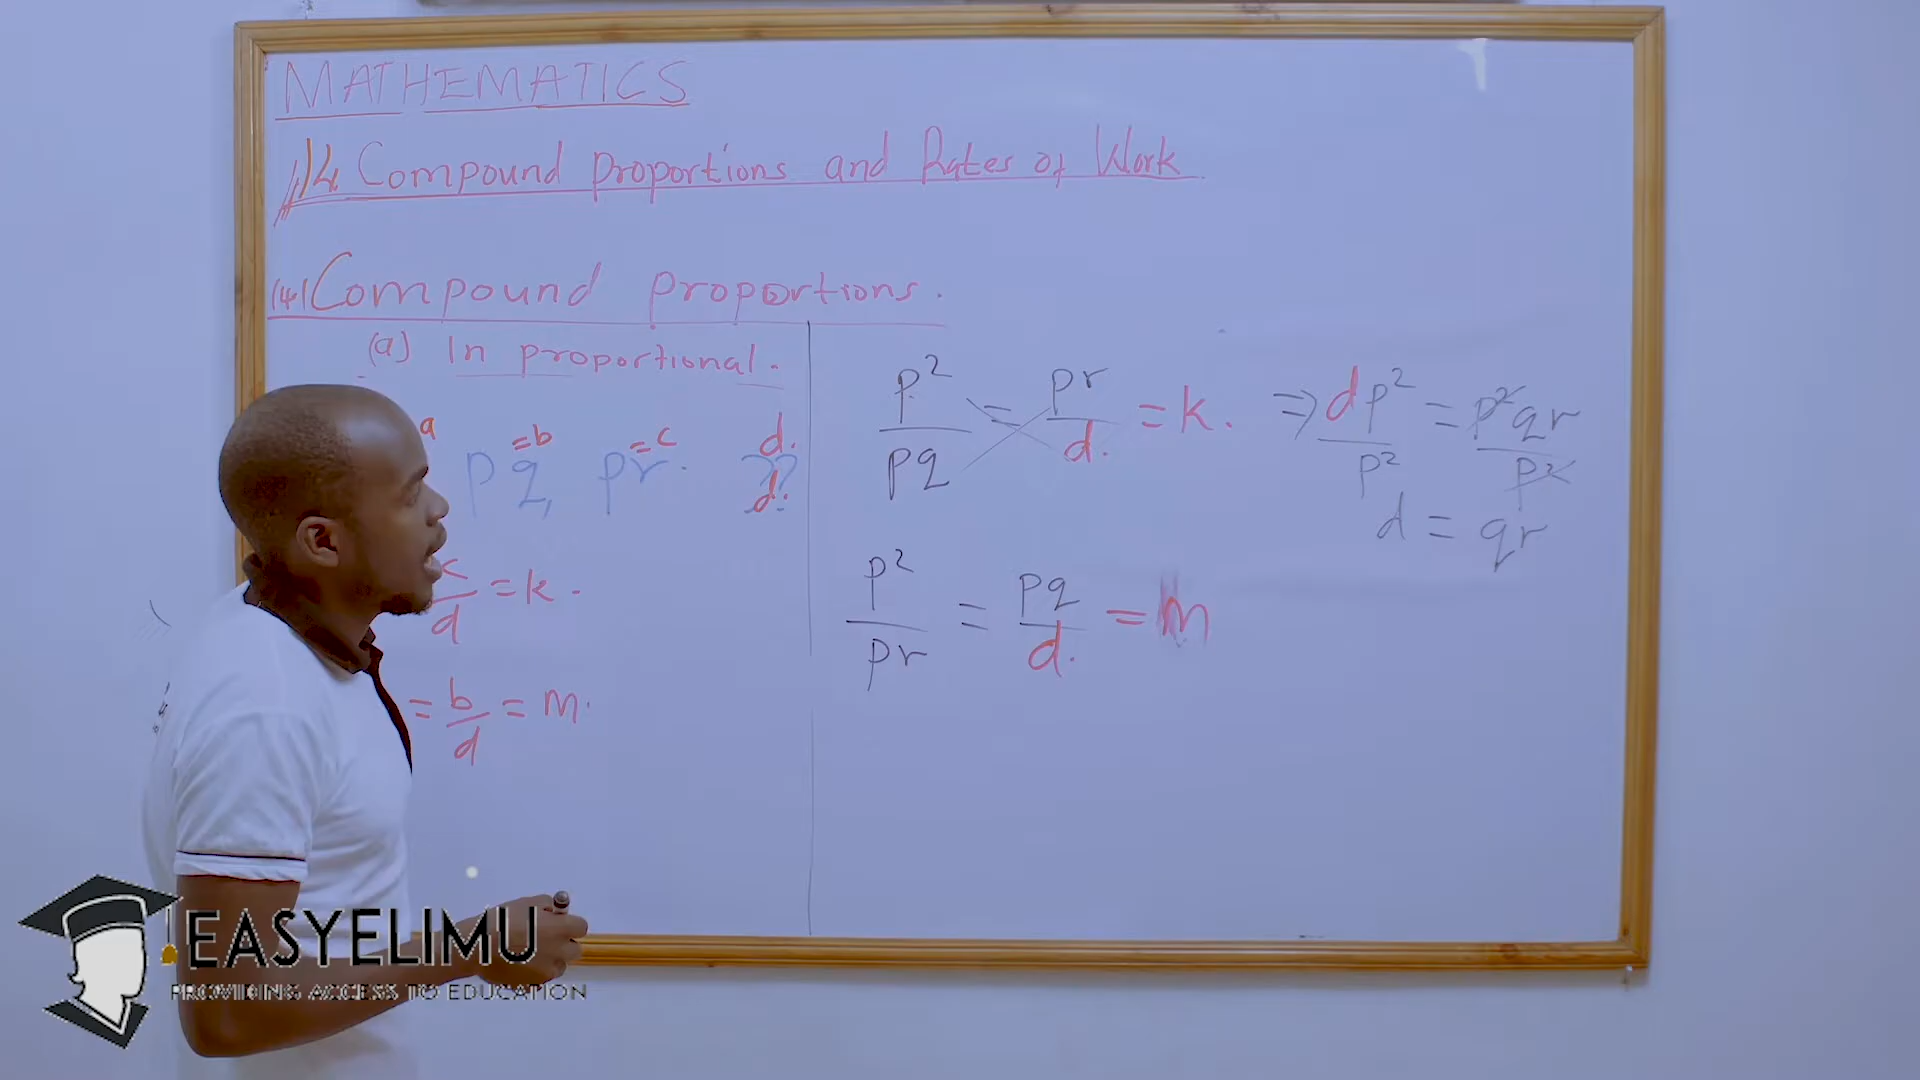 MATHEMATICS
14 Compound proportions and Rates of Work
14.1 Compound proportions.
(a) In proportional.
a =b =c d.
pq, pr. ?? d.
c/d = k.
= b/d = m.
p²/pq = pr/d. = k. ⇒ dp²/p² = p²qr/p²
d = qr
p²/pr = pq/d. = m
EASYELIMU
PROVIDING ACCESS TO EDUCATION